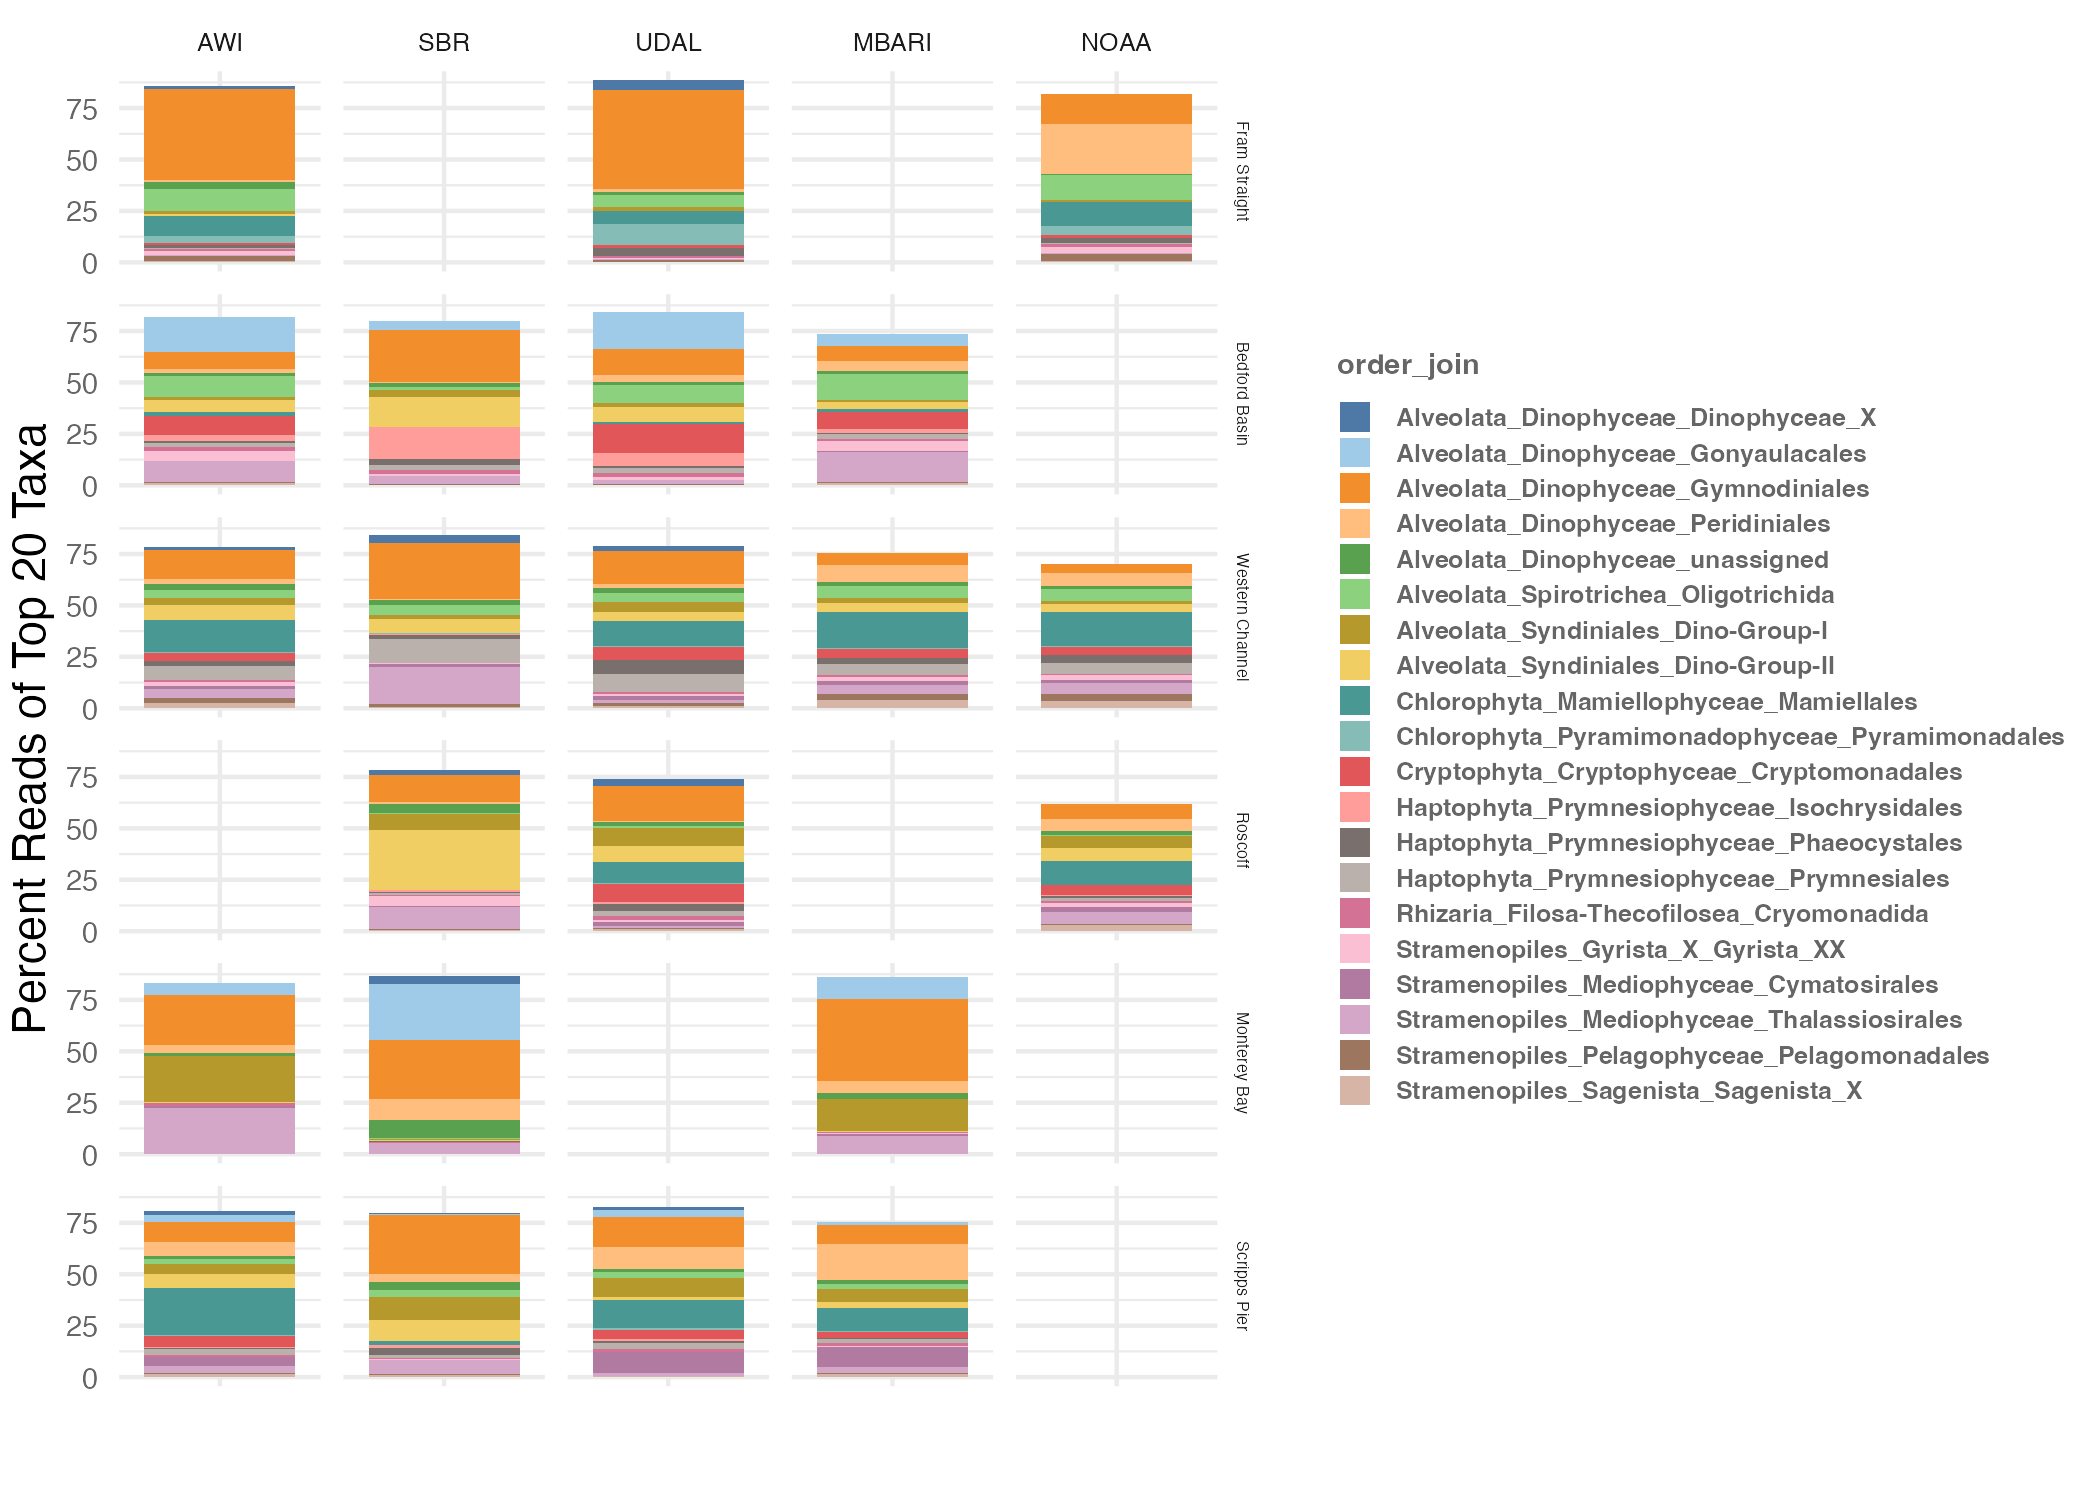 AWI SBR UDAL MBARI NOAA
Percent Reads of Top 20 Taxa
75
50
25
0
Fram Straight
75
50
25
0
Bedford Basin
75
50
25
0
Western Channel
75
50
25
0
Roscoff
75
50
25
0
Monterey Bay
75
50
25
0
Scripps Pier
order_join
Alveolata_Dinophyceae_Dinophyceae_X
Alveolata_Dinophyceae_Gonyaulacales
Alveolata_Dinophyceae_Gymnodiniales
Alveolata_Dinophyceae_Peridiniales
Alveolata_Dinophyceae_unassigned
Alveolata_Spirotrichea_Oligotrichida
Alveolata_Syndiniales_Dino-Group-I
Alveolata_Syndiniales_Dino-Group-II
Chlorophyta_Mamiellophyceae_Mamiellales
Chlorophyta_Pyramimonadophyceae_Pyramimonadales
Cryptophyta_Cryptophyceae_Cryptomonadales
Haptophyta_Prymnesiophyceae_Isochrysidales
Haptophyta_Prymnesiophyceae_Phaeocystales
Haptophyta_Prymnesiophyceae_Prymnesiales
Rhizaria_Filosa-Thecofilosea_Cryomonadida
Stramenopiles_Gyrista_X_Gyrista_XX
Stramenopiles_Mediophyceae_Cymatosirales
Stramenopiles_Mediophyceae_Thalassiosirales
Stramenopiles_Pelagophyceae_Pelagomonadales
Stramenopiles_Sagenista_Sagenista_X